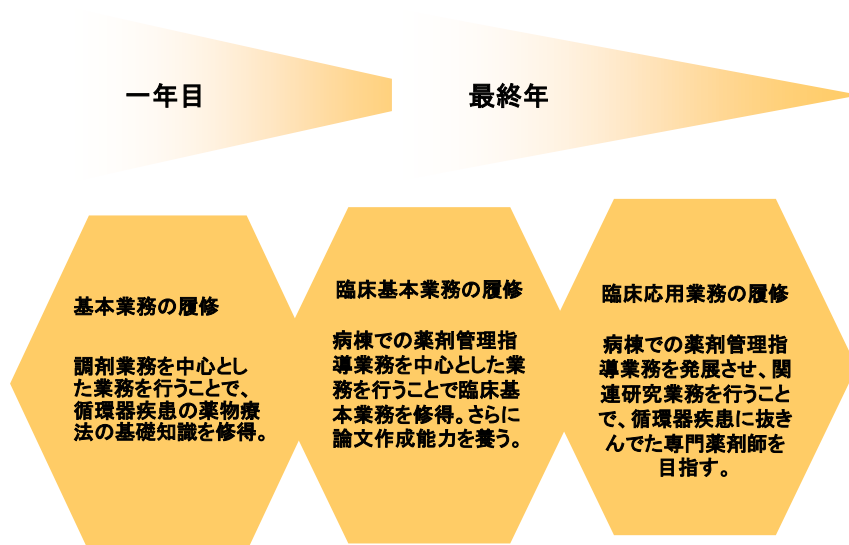 一年目
最終年
基本業務の履修
調剤業務を中心とし
た業務を行うことで、
循環器疾患の薬物療
法の基礎知識を修得。
臨床基本業務の履修
病棟での薬剤管理指
導業務を中心とした業
務を行うことで臨床基
本業務を修得。さらに
論文作成能力を養う。
臨床応用業務の履修
病棟での薬剤管理指
導業務を発展させ、関
連研究業務を行うこと
で、循環器疾患に抜き
んでた専門薬剤師を
目指す。